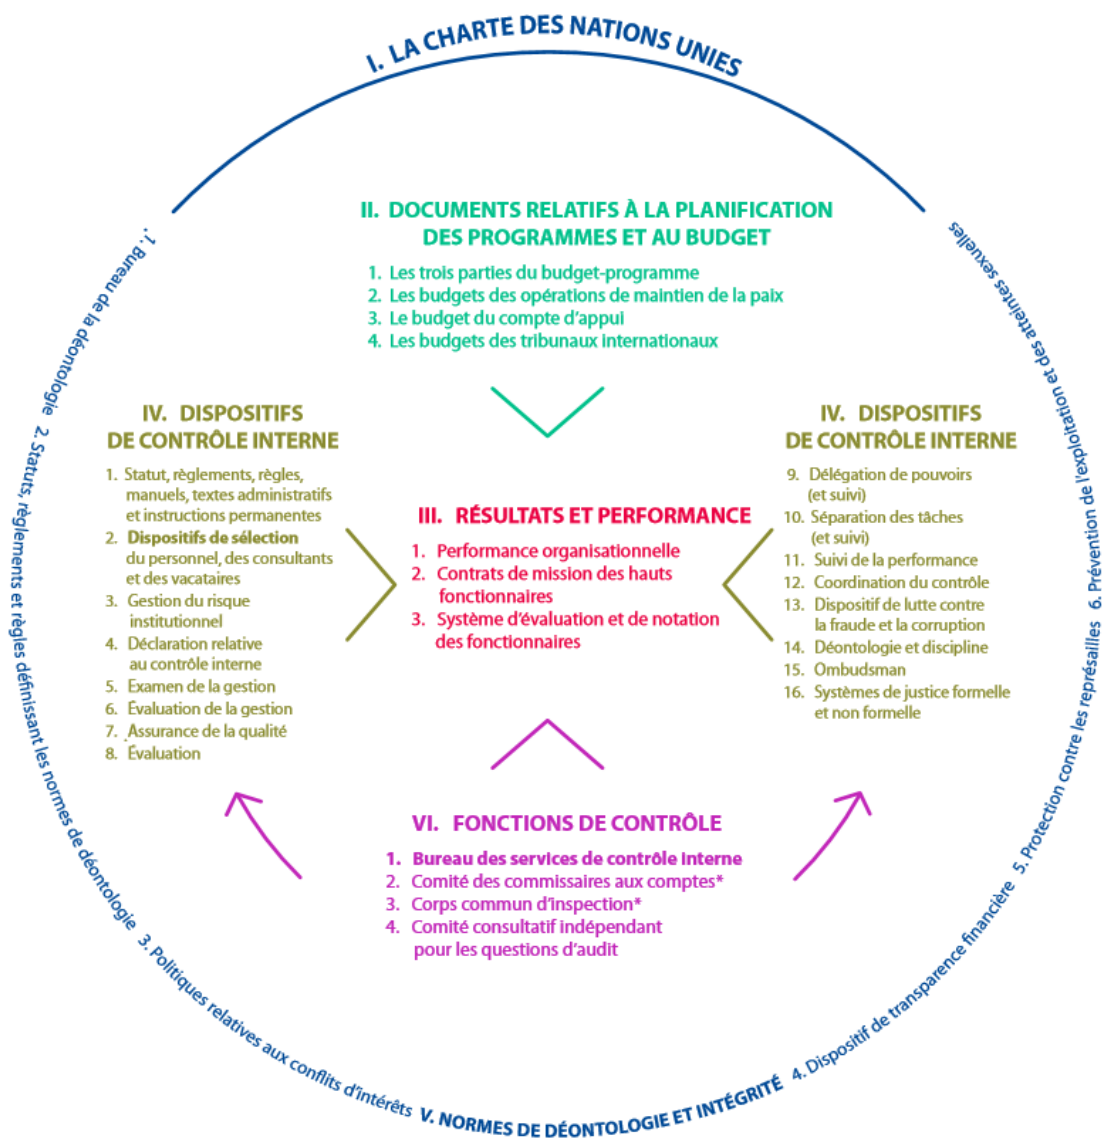 I. LA CHARTE DES NATIONS UNIES
II. DOCUMENTS RELATIFS À LA PLANIFICATION
DES PROGRAMMES ET AU BUDGET
1. Les trois parties du budget-programme
2. Les budgets des opérations de maintien de la paix
3. Le budget du compte d'appui
4. Les budgets des tribunaux internationaux
IV. DISPOSITIFS
DE CONTRÔLE INTERNE
1. Statut, règlements, règles,
manuels, textes administratifs
et instructions permanentes
2. Dispositifs de sélection
du personnel, des consultants
et des vacataires
3. Gestion du risque
institutionnel
4. Déclaration relative
au contrôle interne
5. Examen de la gestion
6. Évaluation de la gestion
7. Assurance de la qualité
8. Évaluation
III. RÉSULTATS ET PERFORMANCE
1. Performance organisationnelle
2. Contrats de mission des hauts
fonctionnaires
3. Système d'évaluation et de notation
des fonctionnaires
IV. DISPOSITIFS
DE CONTRÔLE INTERNE
9. Délégation de pouvoirs
(et suivi)
10. Séparation des tâches
(et suivi)
11. Suivi de la performance
12. Coordination du contrôle
13. Dispositif de lutte contre
la fraude et la corruption
14. Déontologie et discipline
15. Ombudsman
16. Systèmes de justice formelle
et non formelle
VI. FONCTIONS DE CONTRÔLE
1. Bureau des services de contrôle interne
2. Comité des commissaires aux comptes*
3. Corps commun d'inspection*
4. Comité consultatif indépendant
pour les questions d'audit
V. NORMES DE DÉONTOLOGIE ET INTÉGRITÉ
1. Bureau de la déontologie
2. Statuts, règlements et règles définissant les normes de déontologie
3. Politiques relatives aux conflits d'intérêts
4. Dispositif de transparence financière
5. Protection contre les représailles
6. Prévention de l'exploitation et des atteintes sexuelles